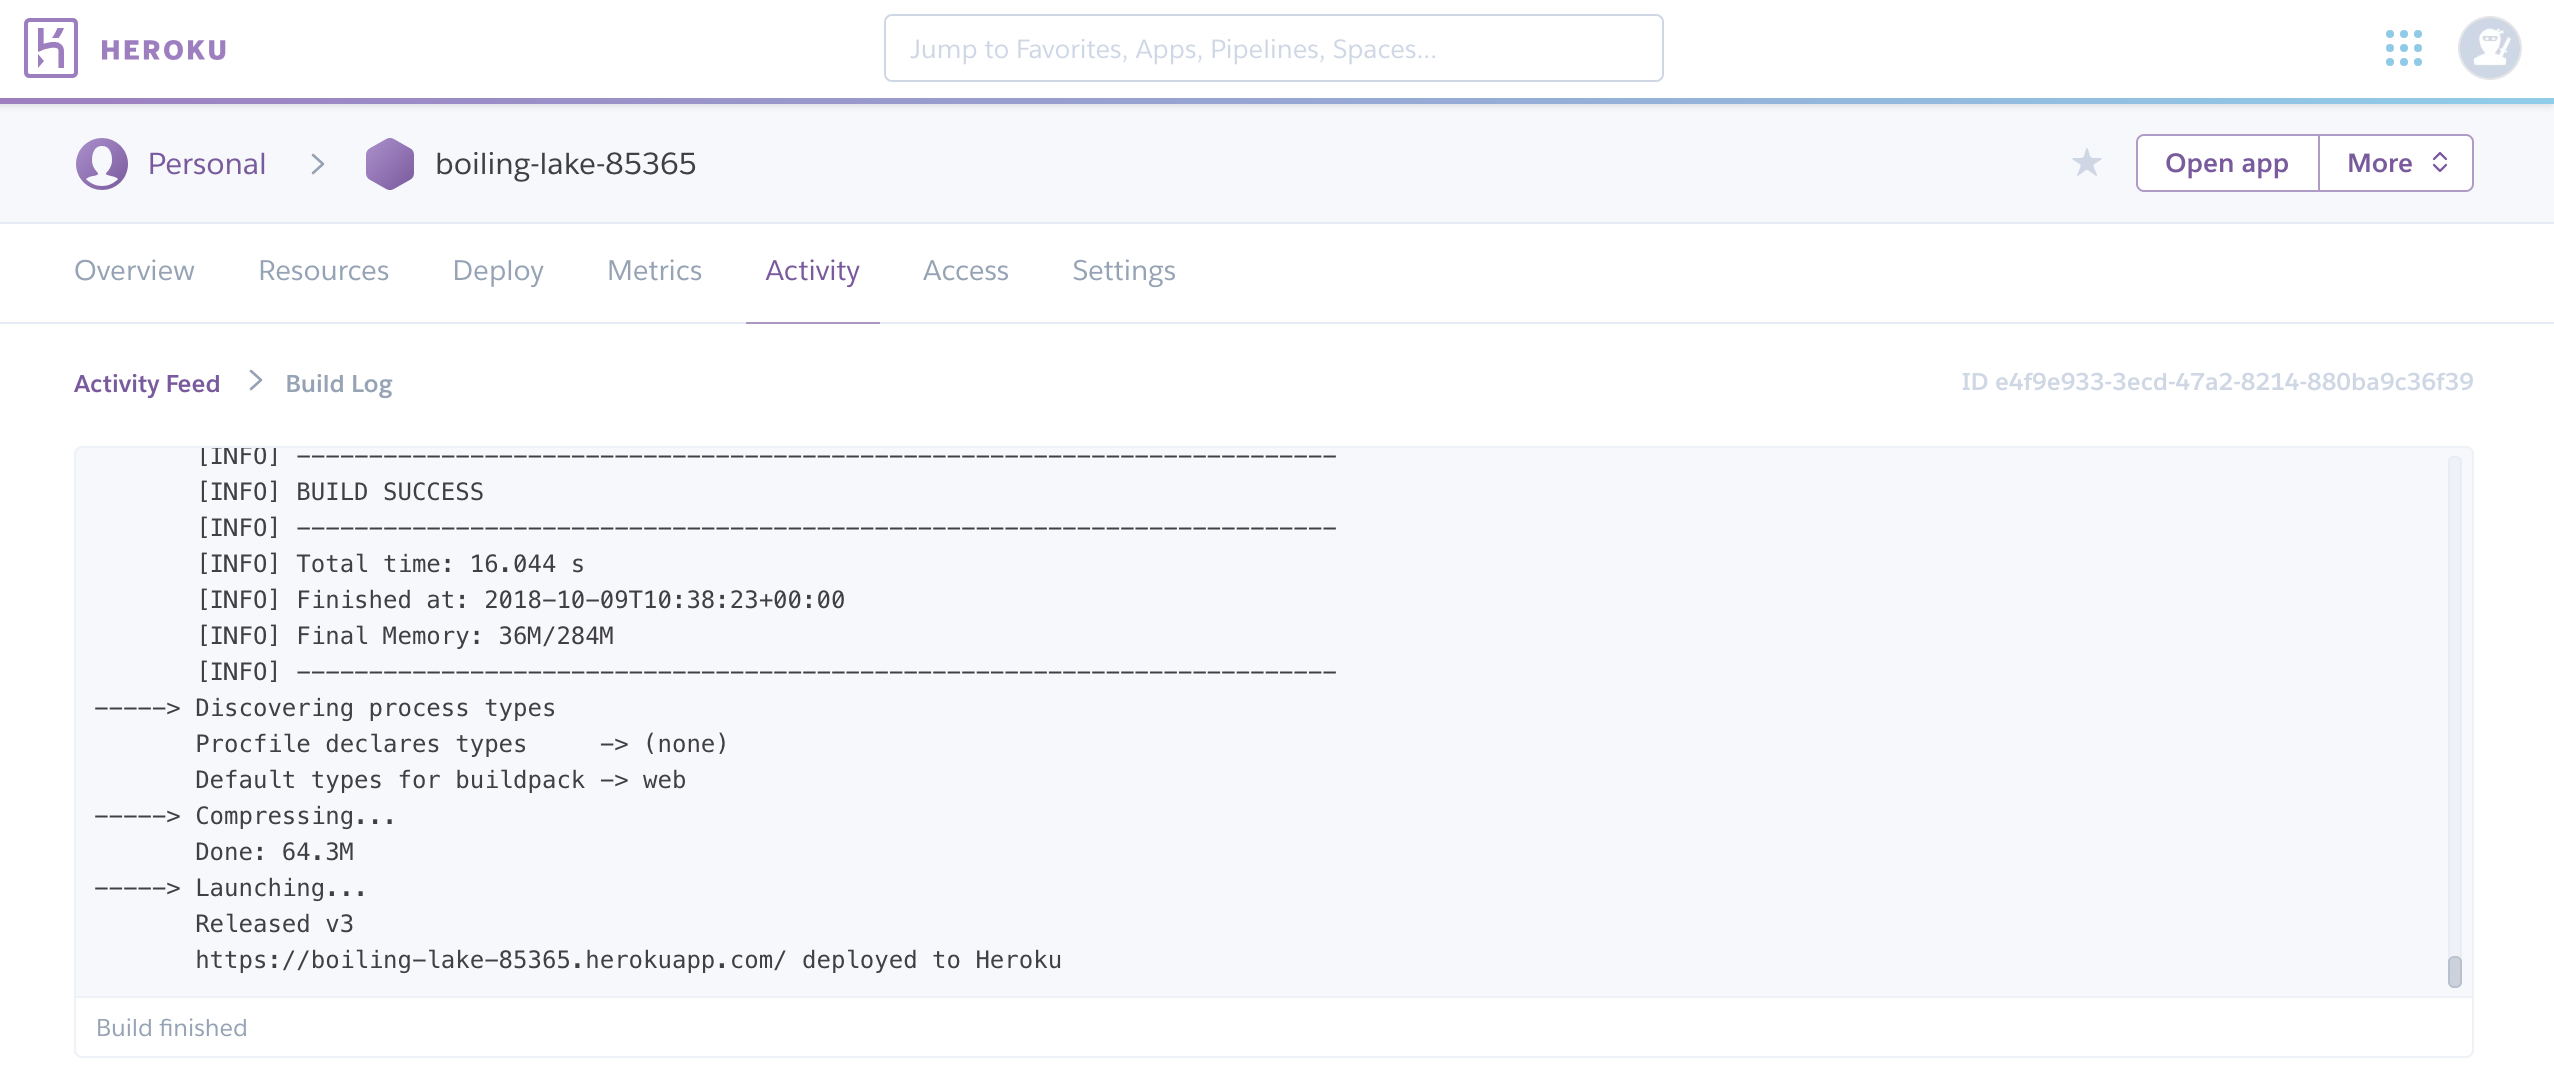 HEROKU
Jump to Favorites, Apps, Pipelines, Spaces...
Personal > boiling-lake-85365
Open app
More
Overview Resources Deploy Metrics Activity Access Settings
Activity Feed > Build Log
ID e4f9e933-3ecd-47a2-8214-880ba9c36f39
[INFO] ------------------------------------------------------------------------
[INFO] BUILD SUCCESS
[INFO] ------------------------------------------------------------------------
[INFO] Total time: 16.044 s
[INFO] Finished at: 2018-10-09T10:38:23+00:00
[INFO] Final Memory: 36M/284M
[INFO] ------------------------------------------------------------------------
-----> Discovering process types
Procfile declares types     -> (none)
Default types for buildpack -> web
-----> Compressing...
Done: 64.3M
-----> Launching...
Released v3
https://boiling-lake-85365.herokuapp.com/ deployed to Heroku
Build finished